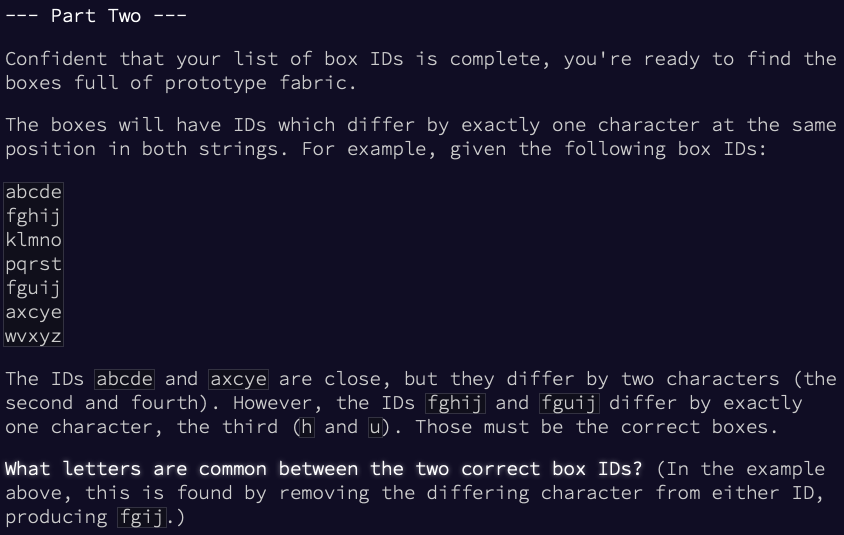 --- Part Two ---
Confident that your list of box IDs is complete, you're ready to find the
boxes full of prototype fabric.
The boxes will have IDs which differ by exactly one character at the same
position in both strings. For example, given the following box IDs:
abcde
fghij
klmno
pqrst
fguij
axcye
wvxyz
The IDs abcde and axcye are close, but they differ by two characters (the
second and fourth). However, the IDs fghij and fguij differ by exactly
one character, the third (h and u). Those must be the correct boxes.
What letters are common between the two correct box IDs? (In the example
above, this is found by removing the differing character from either ID,
producing fgij.)